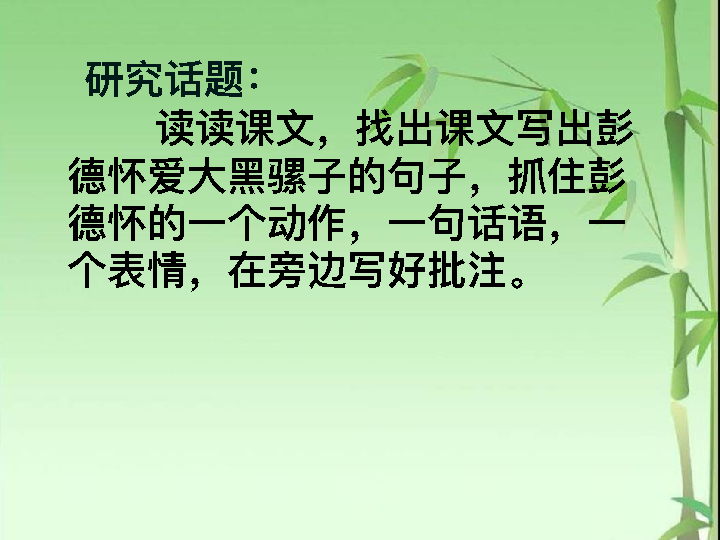 研究话题：
读读课文，找出课文写出彭
德怀爱大黑骡子的句子，抓住彭
德怀的一个动作，一句话语，一
个表情，在旁边写好批注。